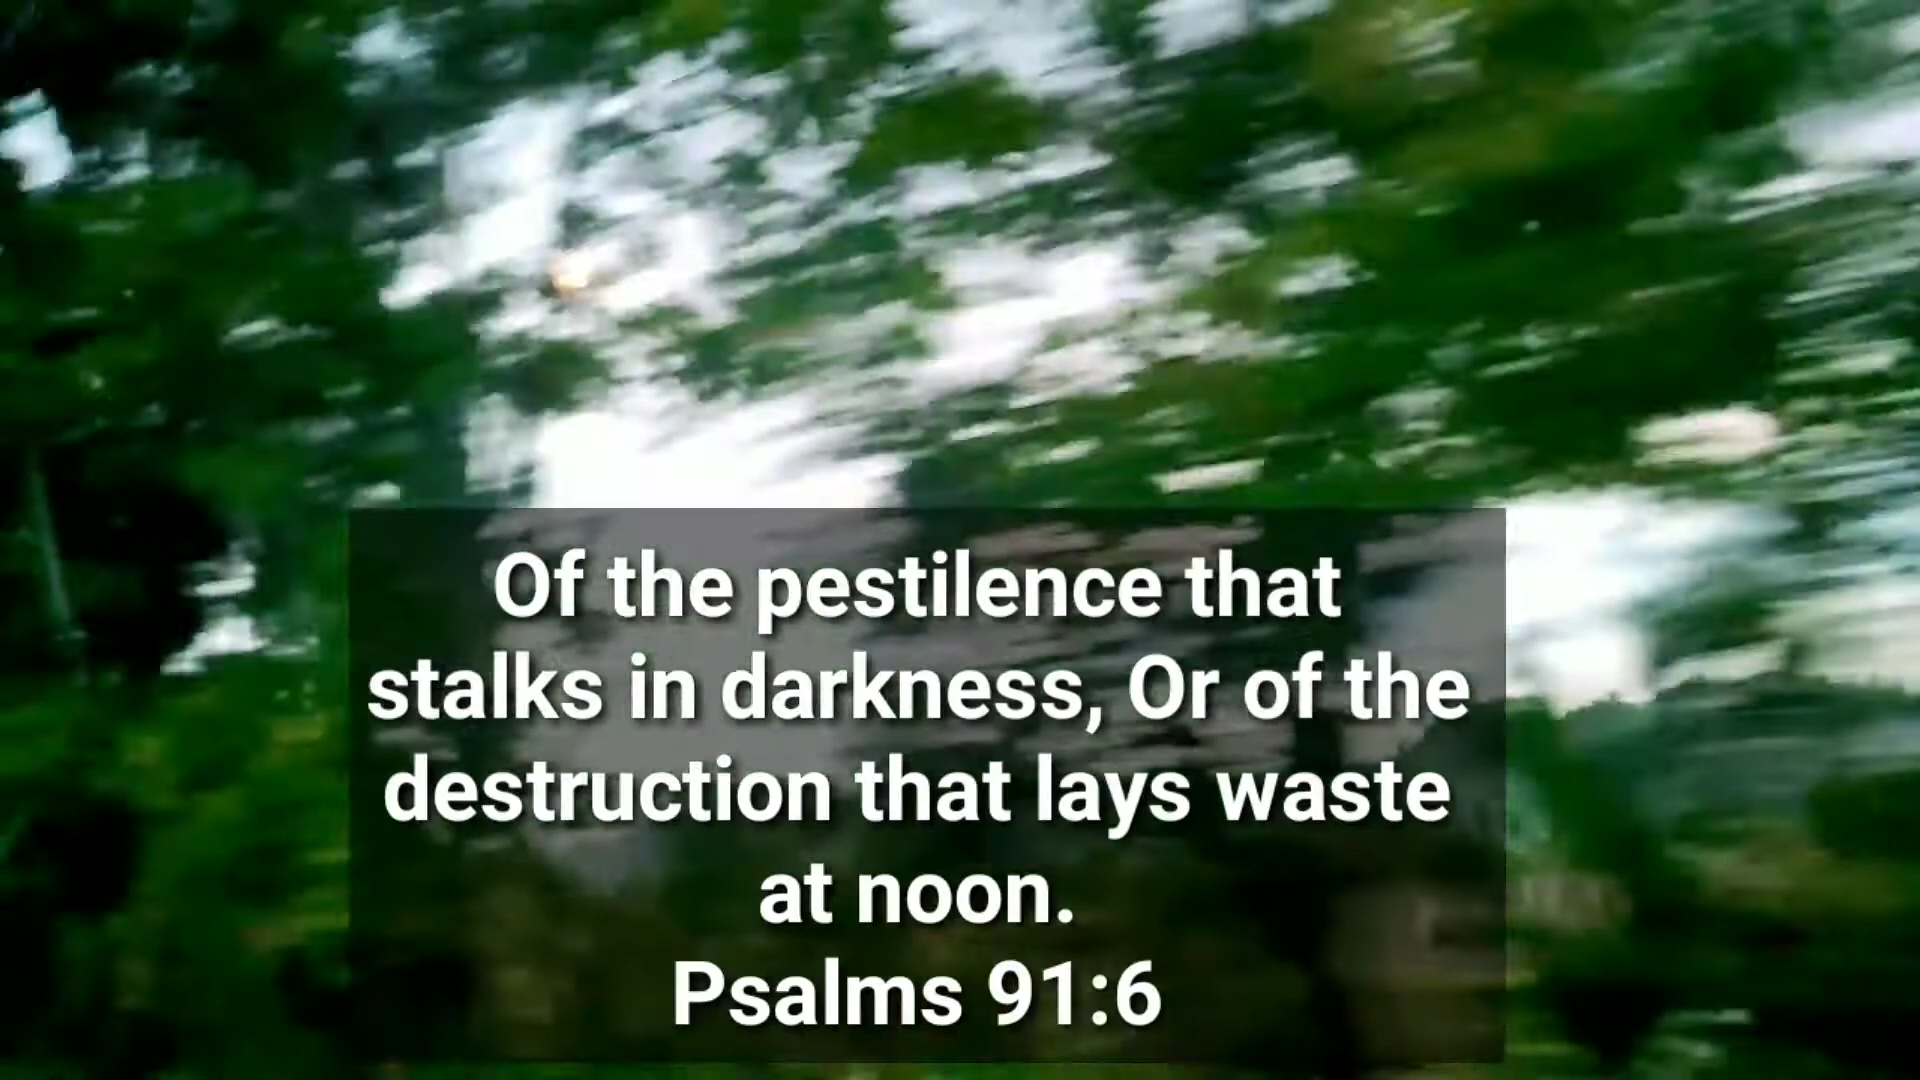 Of the pestilence that
stalks in darkness, Or of the
destruction that lays waste
at noon.
Psalms 91:6